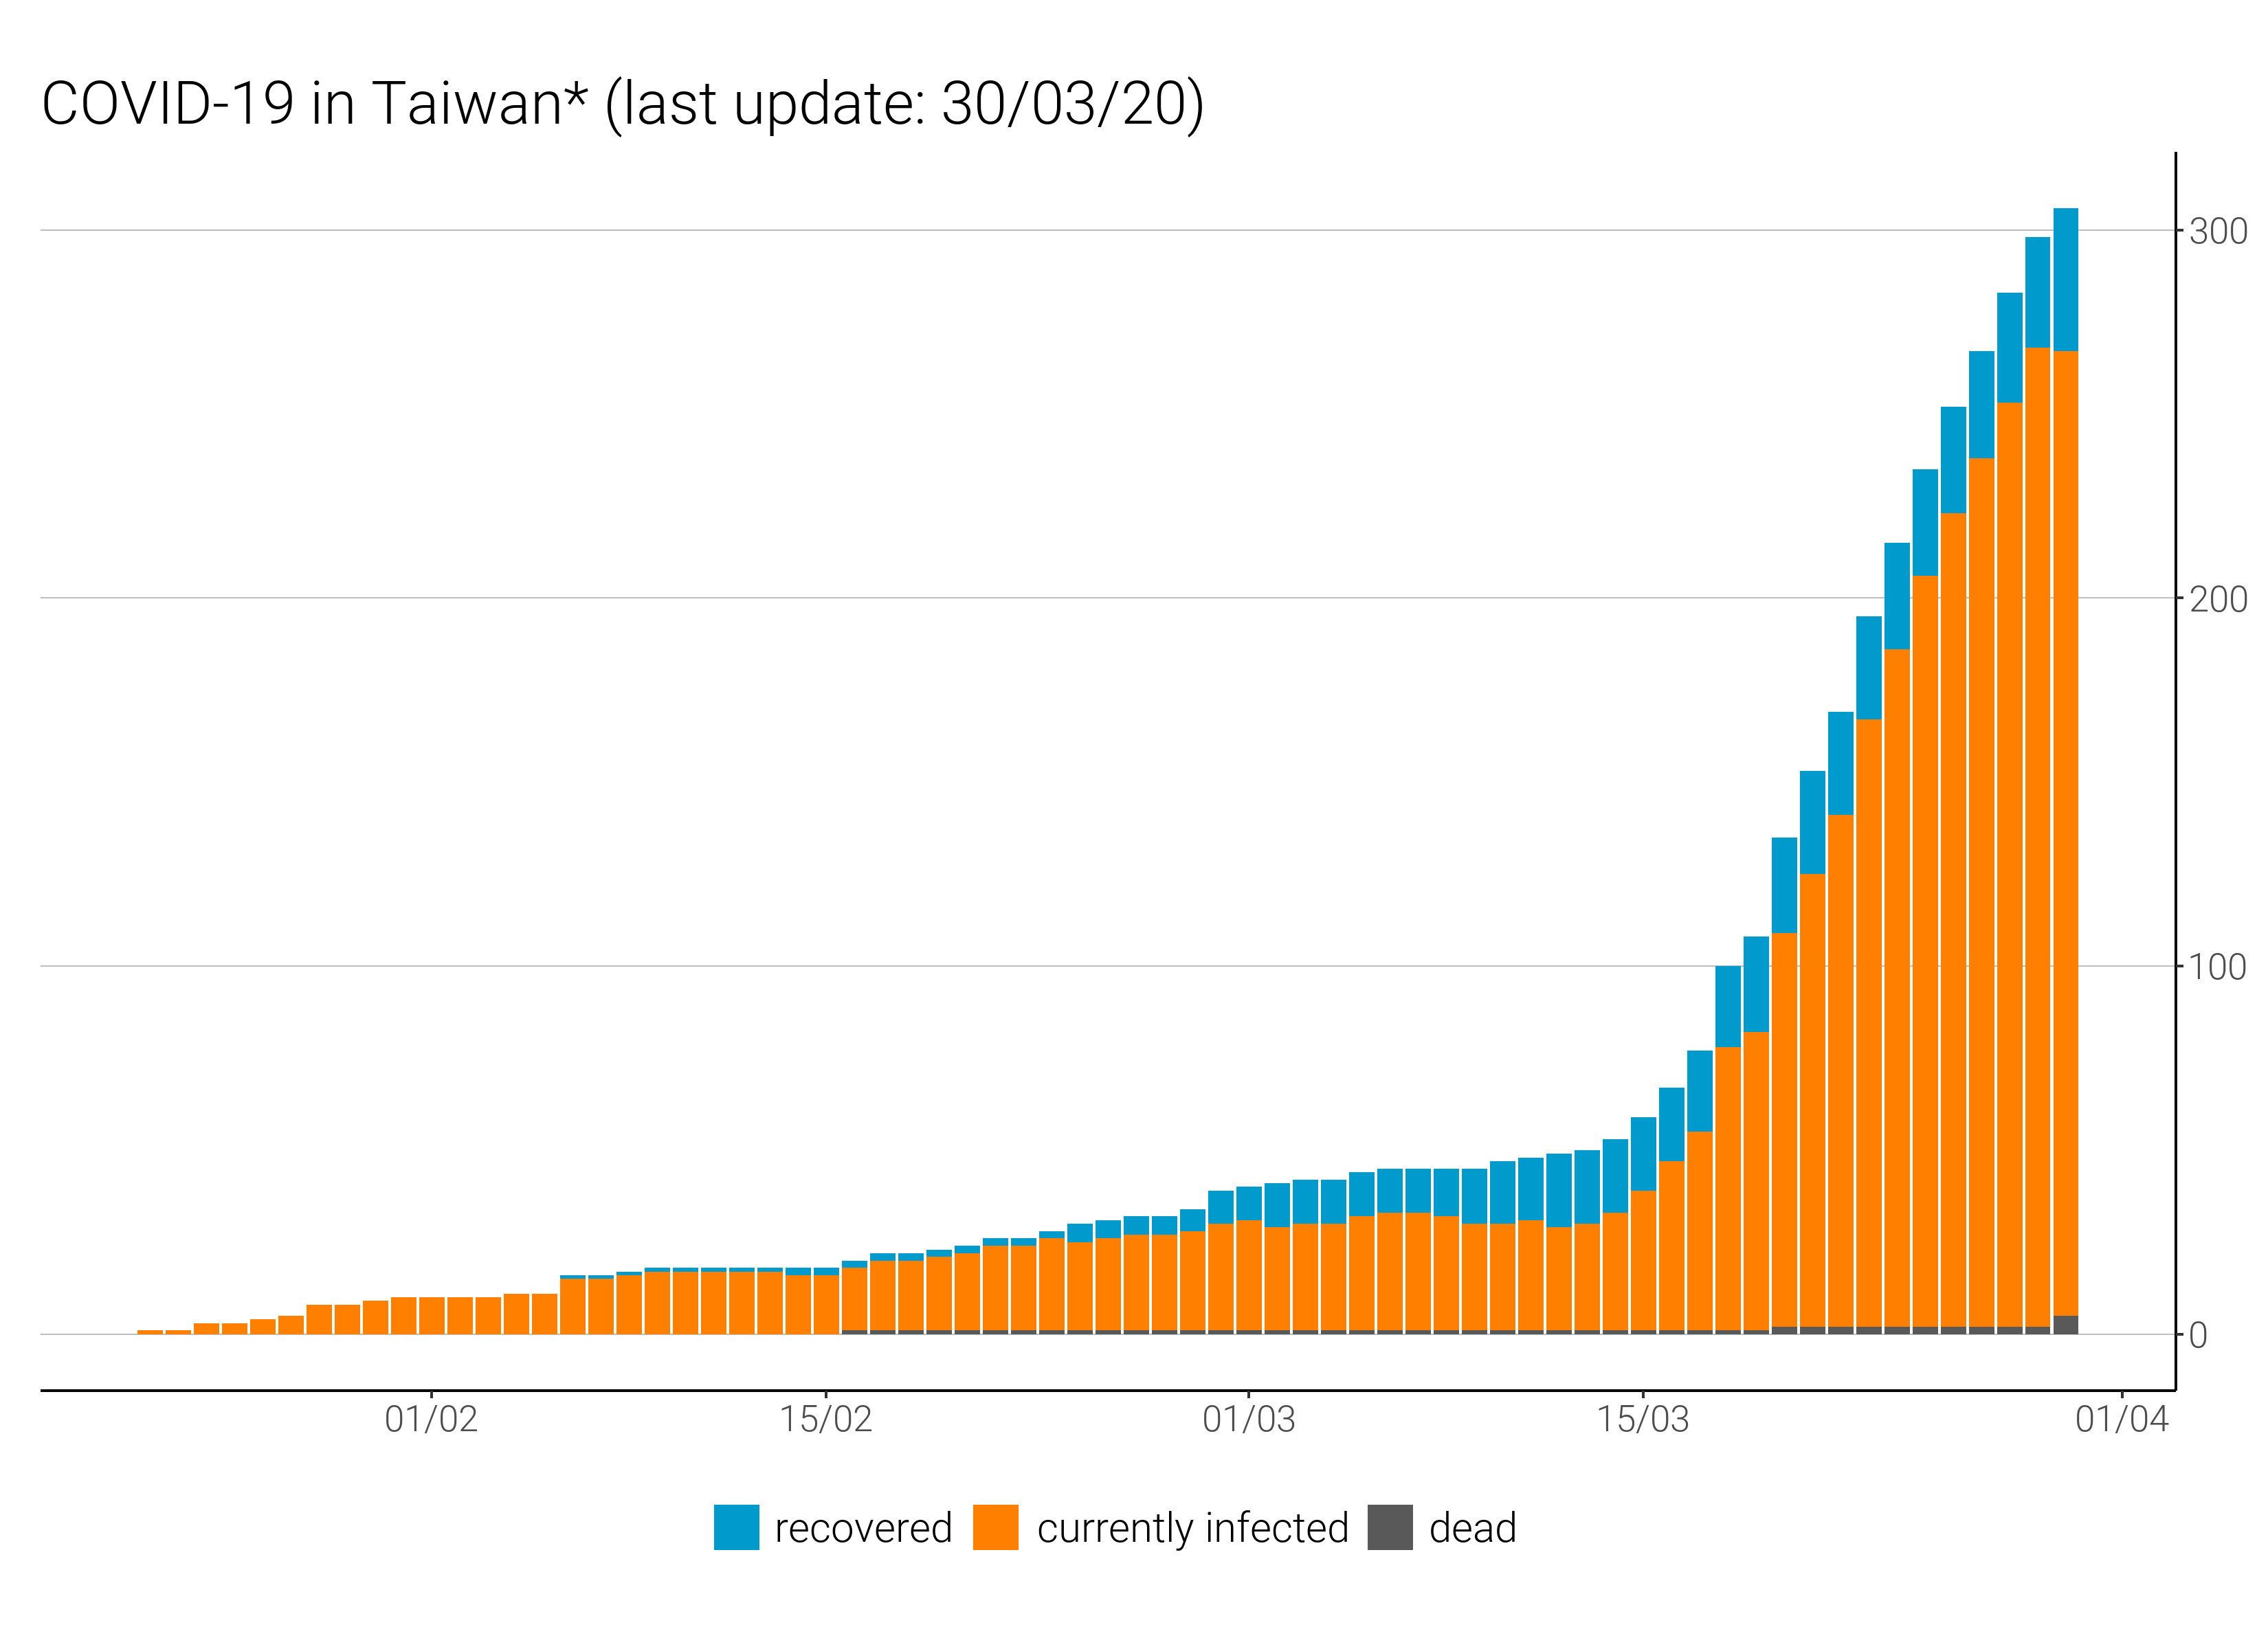 COVID-19 in Taiwan* (last update: 30/03/20)
300
200
100
0
01/02 15/02 01/03 15/03 01/04
recovered currently infected dead